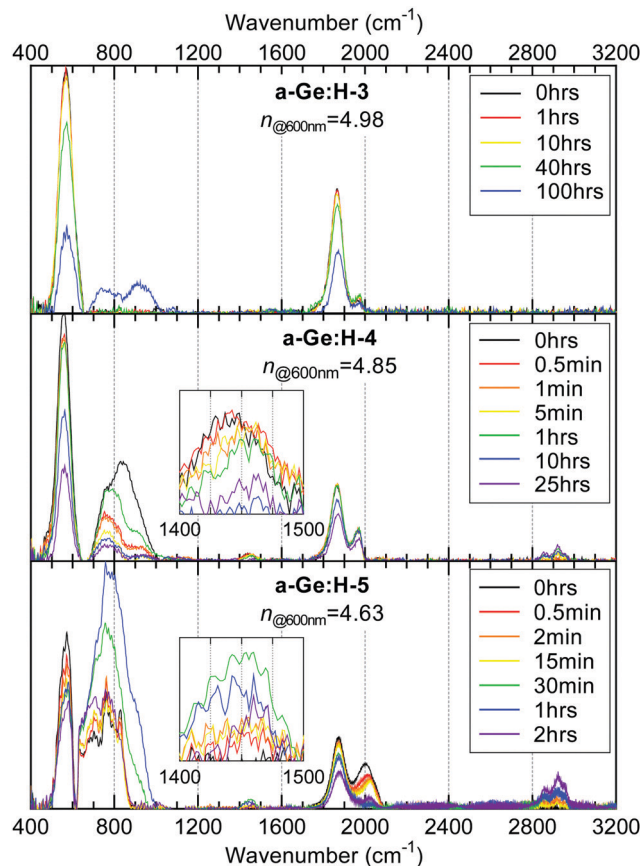 Wavenumber (cm⁻¹)
400 800 1200 1600 2000 2400 2800 3200
a-Ge:H-3
n@600nm=4.98
0hrs
1hrs
10hrs
40hrs
100hrs
a-Ge:H-4
n@600nm=4.85
0hrs
0.5min
1min
5min
1hrs
10hrs
25hrs
1400 1500
a-Ge:H-5
n@600nm=4.63
0hrs
0.5min
2min
15min
30min
1hrs
2hrs
1400 1500
400 800 1200 1600 2000 2400 2800 3200
Wavenumber (cm⁻¹)